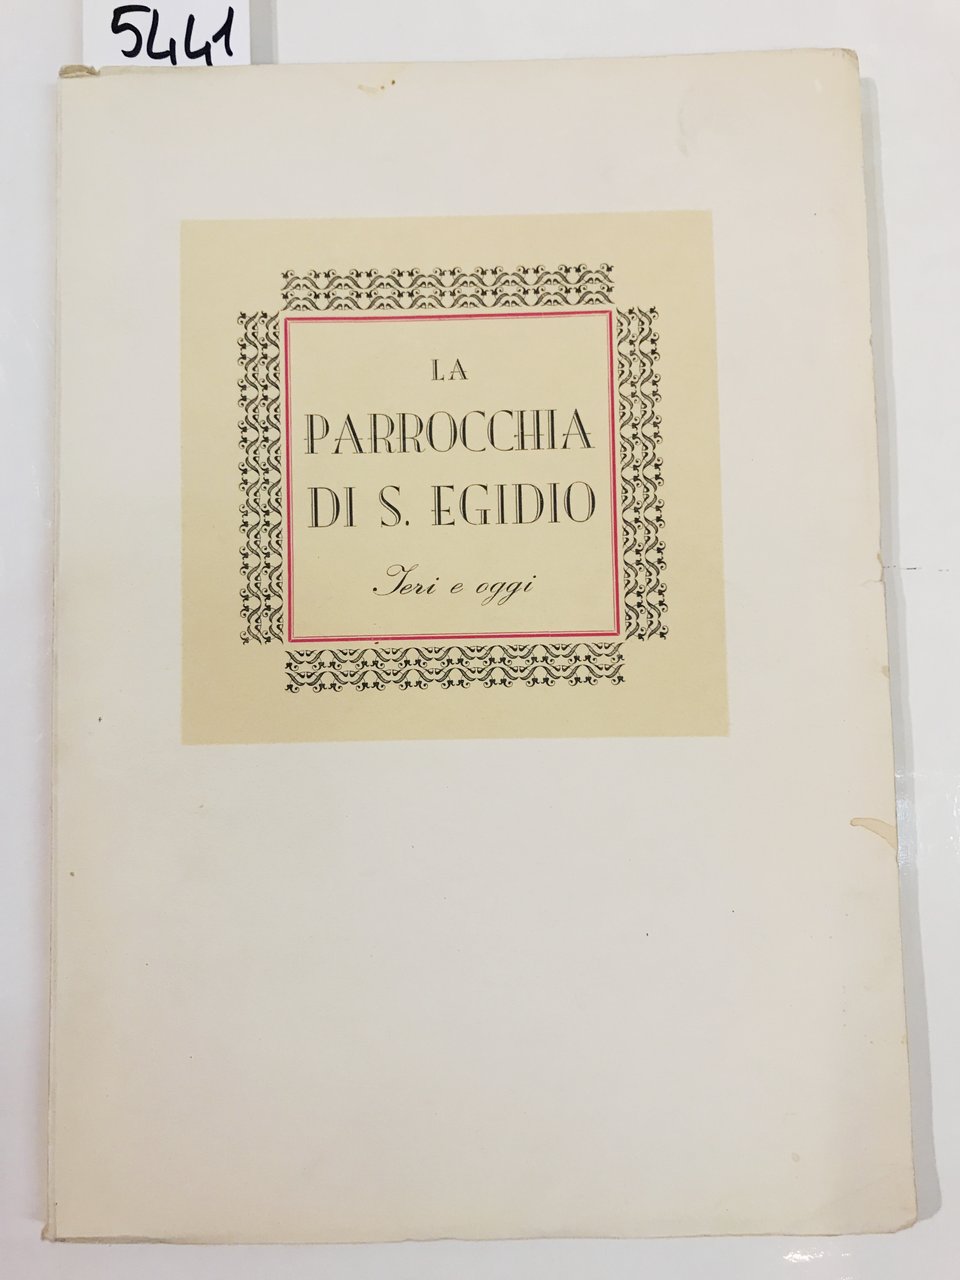 5441
LA
PARROCCHIA
DI S. EGIDIO
Ieri e oggi